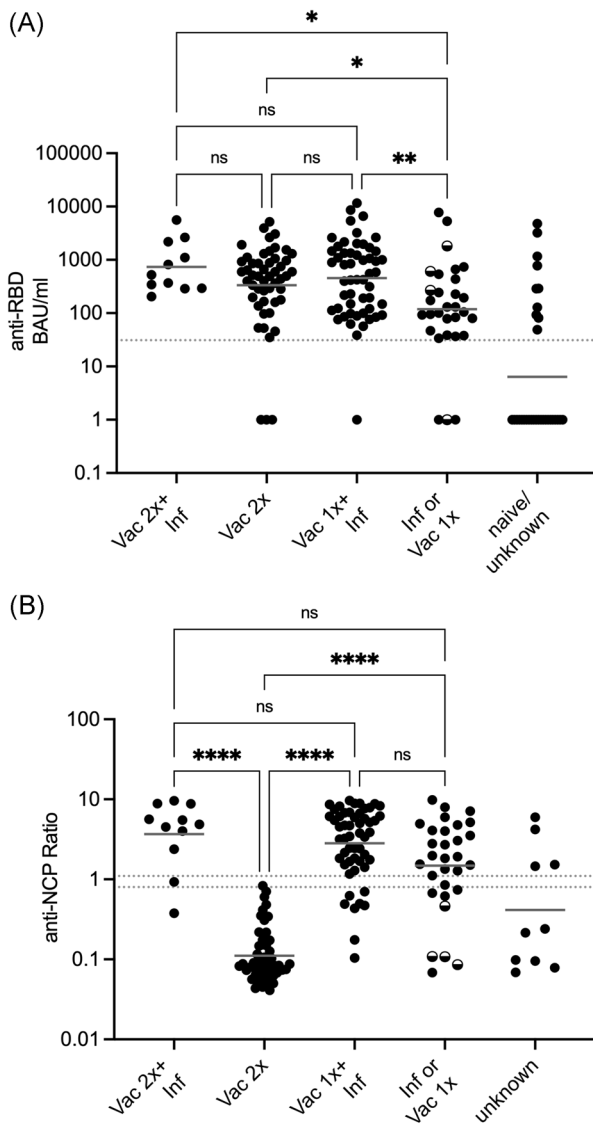 (A)
*
*
ns
ns
ns
**
100000
10000
1000
100
10
1
0.1
anti-RBD
BAU/ml
Vac 2x+
Inf
Vac 2x
Vac 1x+
Inf
Inf or
Vac 1x
naive/
unknown
(B)
ns
****
ns
****
****
ns
100
10
1
0.1
0.01
anti-NCP Ratio
Vac 2x+
Inf
Vac 2x
Vac 1x+
Inf
Inf or
Vac 1x
unknown